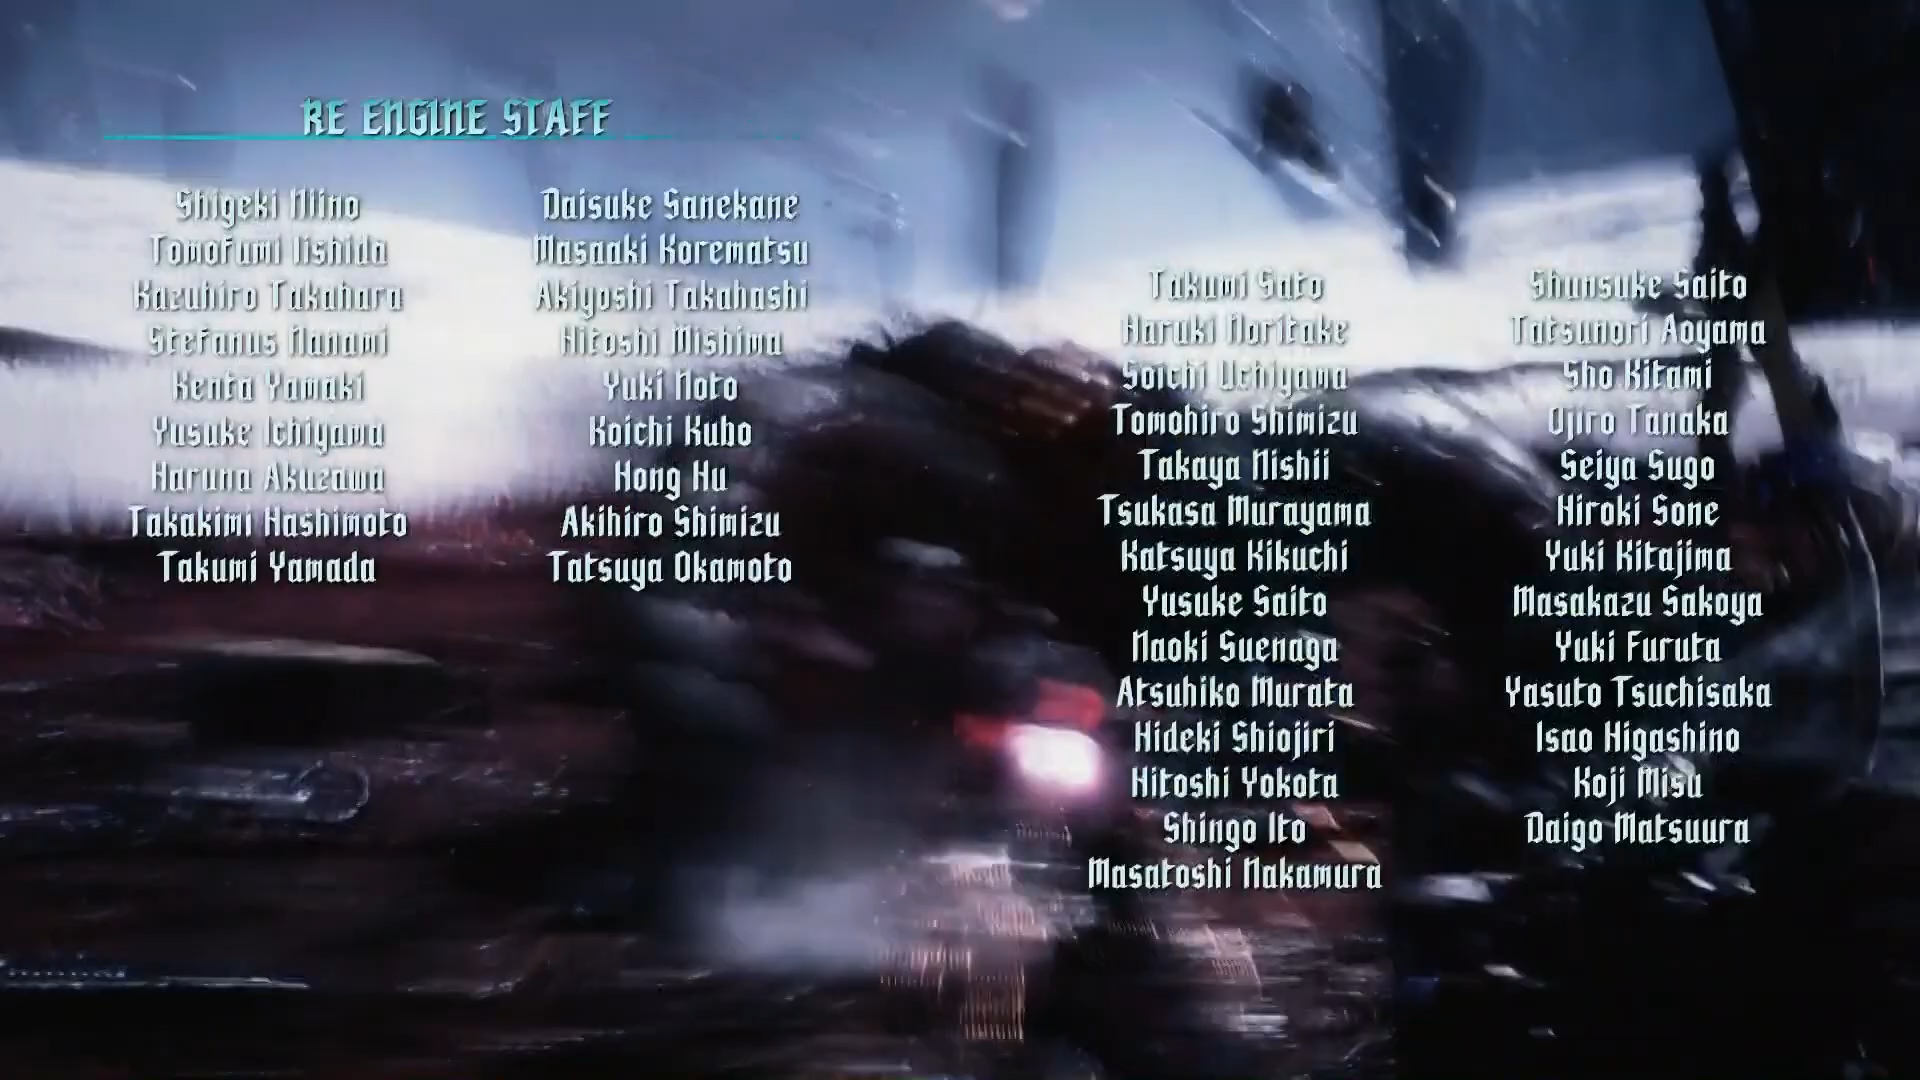 RE ENGINE STAFF
Shigeki Niino
Tomofumi Iishida
Kazuhiro Takahara
Stefanus Nanami
Kenta Yamaki
Yusuke Ichiyama
Haruna Akuzawa
Takakimi Hashimoto
Takumi Yamada
Daisuke Sanekane
Masaaki Korematsu
Akiyoshi Takahashi
Hitoshi Mishima
Yuki Noto
Koichi Kubo
Hong Hu
Akihiro Shimizu
Tatsuya Okamoto
Takumi Sato
Haruki Noritake
Soichi Uchiyama
Tomohiro Shimizu
Takaya Nishii
Tsukasa Murayama
Katsuya Kikuchi
Yusuke Saito
Naoki Suenaga
Atsuhiko Murata
Hideki Shiojiri
Hitoshi Yokota
Shingo Ito
Masatoshi Nakamura
Shunsuke Saito
Tatsunori Aoyama
Sho Kitami
Ojiro Tanaka
Seiya Sugo
Hiroki Sone
Yuki Kitajima
Masakazu Sakoya
Yuki Furuta
Yasuto Tsuchisaka
Isao Higashino
Koji Misu
Daigo Matsuura